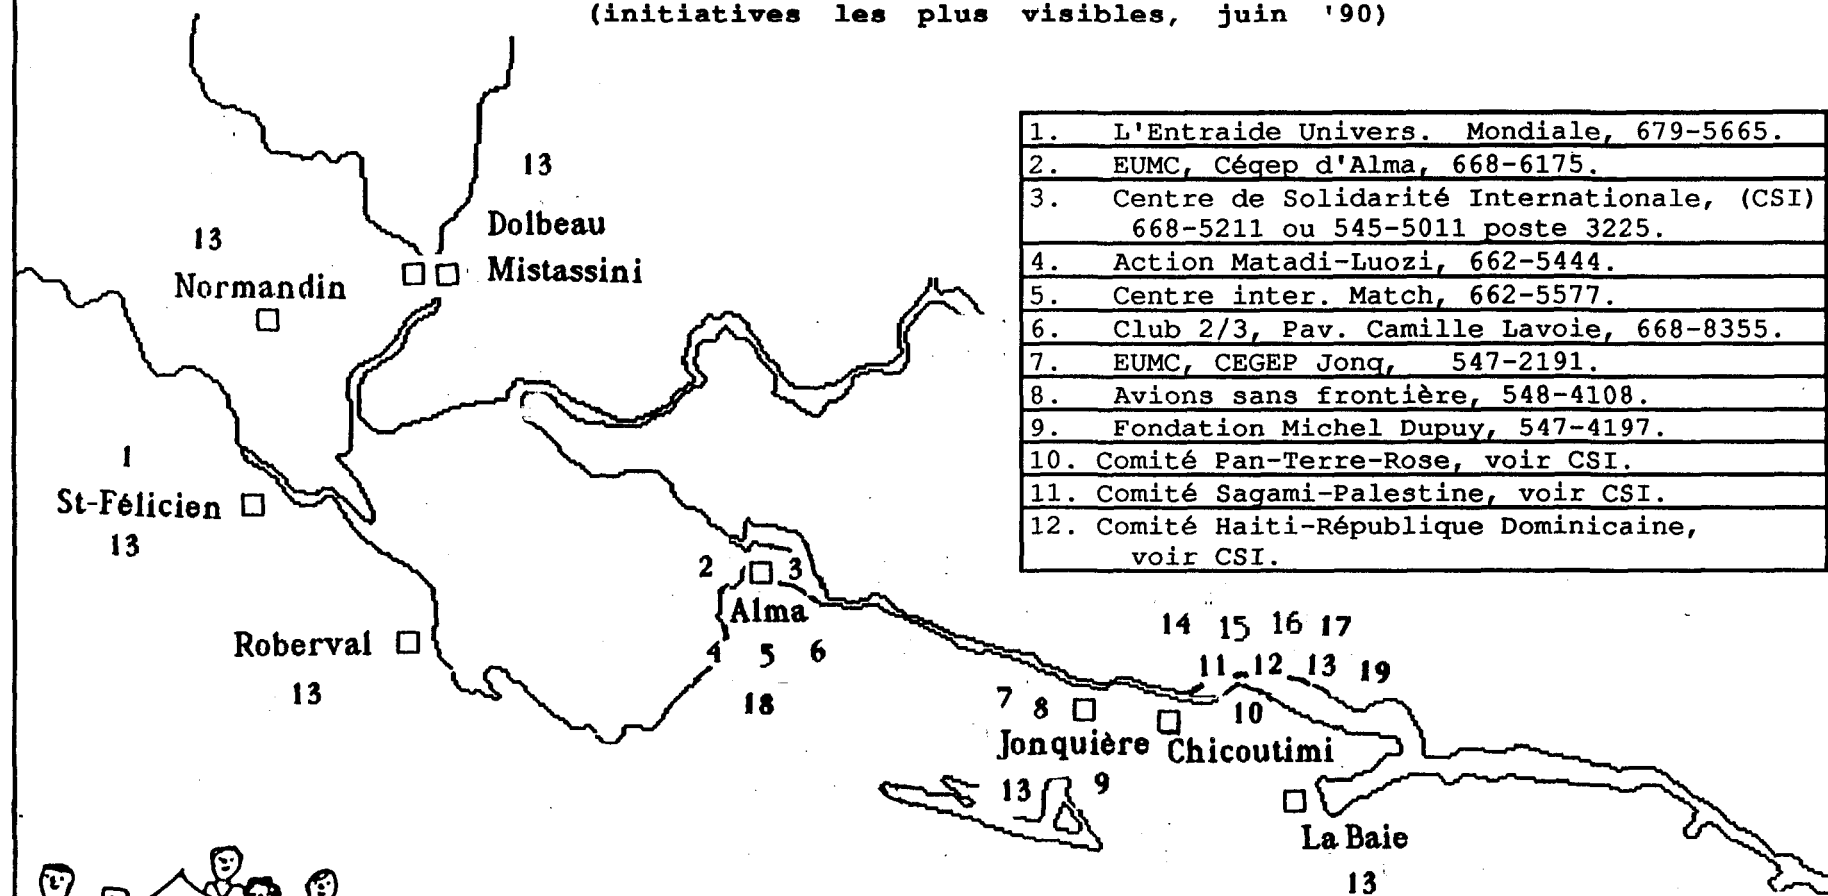 (initiatives les plus visibles, juin '90)
1. L'Entraide Univers. Mondiale, 679-5665.
2. EUMC, Cégep d'Alma, 668-6175.
3. Centre de Solidarité Internationale, (CSI)
668-5211 ou 545-5011 poste 3225.
4. Action Matadi-Luozi, 662-5444.
5. Centre inter. Match, 662-5577.
6. Club 2/3, Pav. Camille Lavoie, 668-8355.
7. EUMC, CEGEP Jonq, 547-2191.
8. Avions sans frontière, 548-4108.
9. Fondation Michel Dupuy, 547-4197.
10. Comité Pan-Terre-Rose, voir CSI.
11. Comité Sagami-Palestine, voir CSI.
12. Comité Haiti-République Dominicaine,
voir CSI.
13
Dolbeau
Mistassini
13
Normandin
1
St-Félicien
13
Roberval
13
2 3
Alma
4 5 6
18
14 15 16 17
11 12 13 19
7 8 10
Jonquière Chicoutimi
13 9
La Baie
13